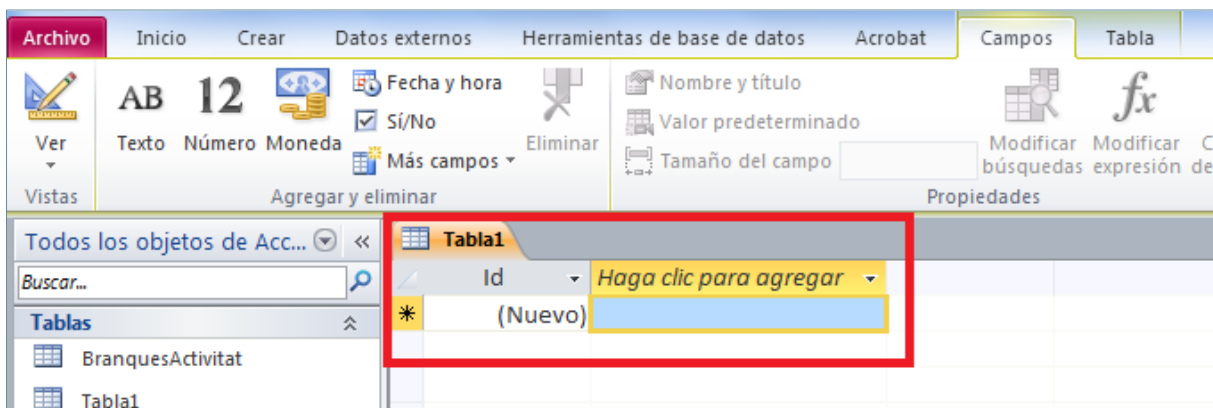 Archivo Inicio Crear Datos externos Herramientas de base de datos Acrobat Campos Tabla
Ver
Vistas
AB
Texto
12
Número
Moneda
Fecha y hora
Sí/No
Más campos
Eliminar
Agregar y eliminar
Nombre y título
Valor predeterminado
Tamaño del campo
Modificar
búsquedas
fx
Modificar
expresión
C
de
Propiedades
Todos los objetos de Acc... «
Buscar...
Tablas
BranquesActivitat
Tabla1
Tabla1
Id Haga clic para agregar
* (Nuevo)